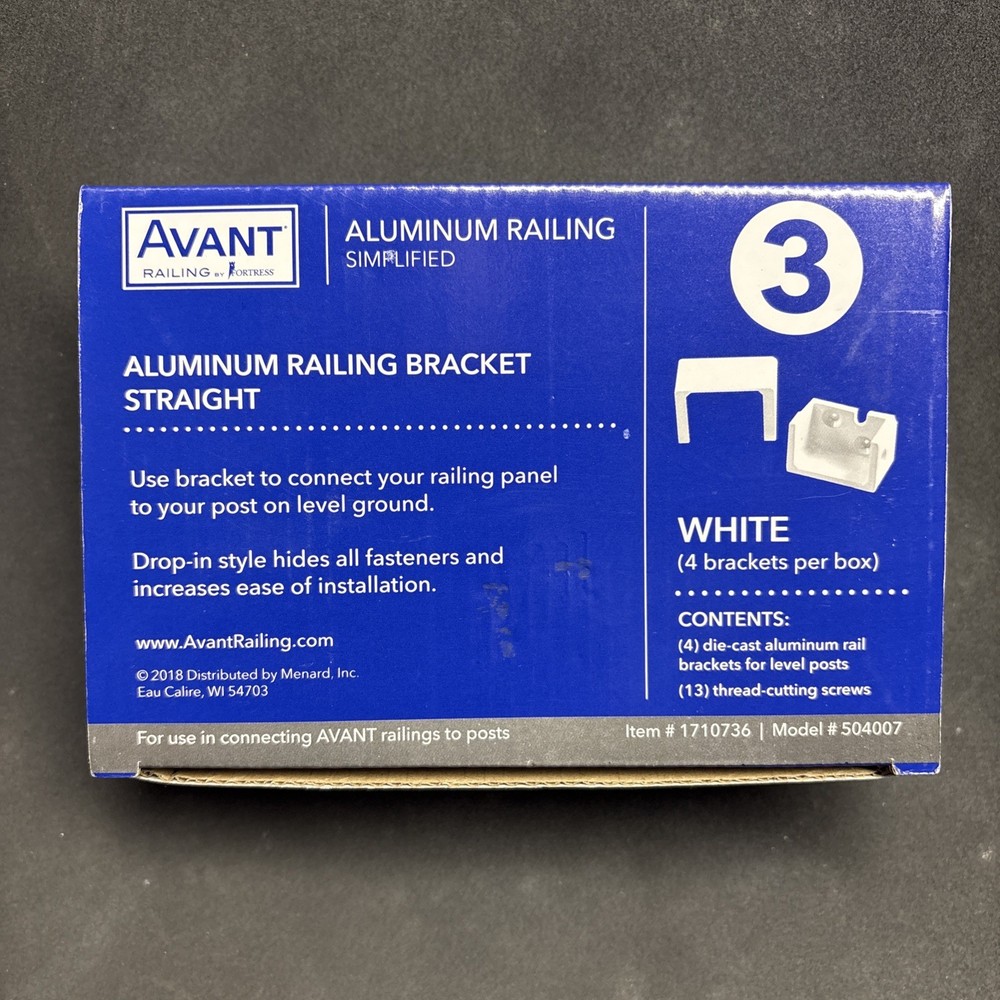 AVANT
RAILING BY FORTRESS
ALUMINUM RAILING
SIMPLIFIED
ALUMINUM RAILING BRACKET
STRAIGHT
Use bracket to connect your railing panel
to your post on level ground.
Drop-in style hides all fasteners and
increases ease of installation.
www.AvantRailing.com
© 2018 Distributed by Menard, Inc.
Eau Calire, WI 54703
3
WHITE
(4 brackets per box)
CONTENTS:
(4) die-cast aluminum rail
brackets for level posts
(13) thread-cutting screws
For use in connecting AVANT railings to posts
Item # 1710736 | Model # 504007